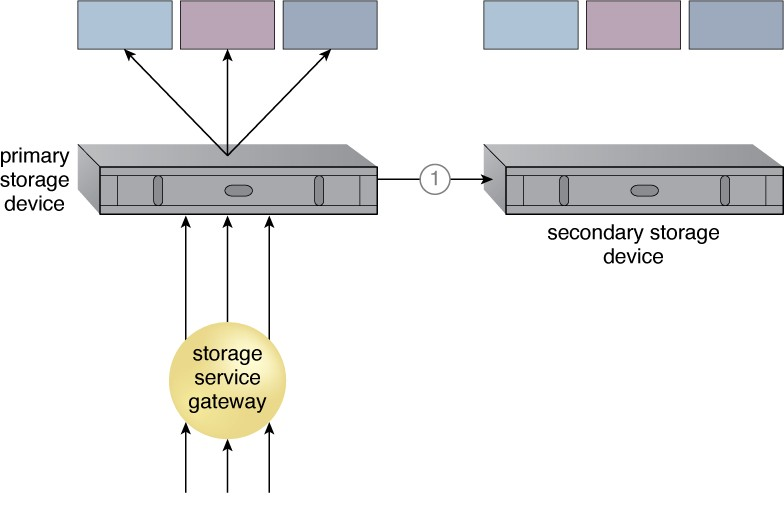 primary
storage
device
1
secondary storage
device
storage
service
gateway